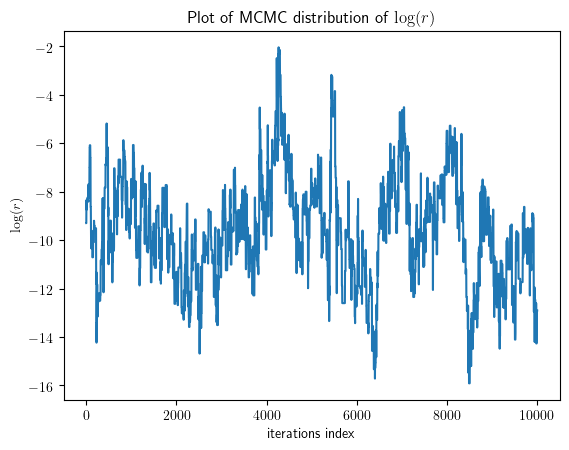 Plot of MCMC distribution of log(r)
log(r)
−2
−4
−6
−8
−10
−12
−14
−16
0 2000 4000 6000 8000 10000
iterations index